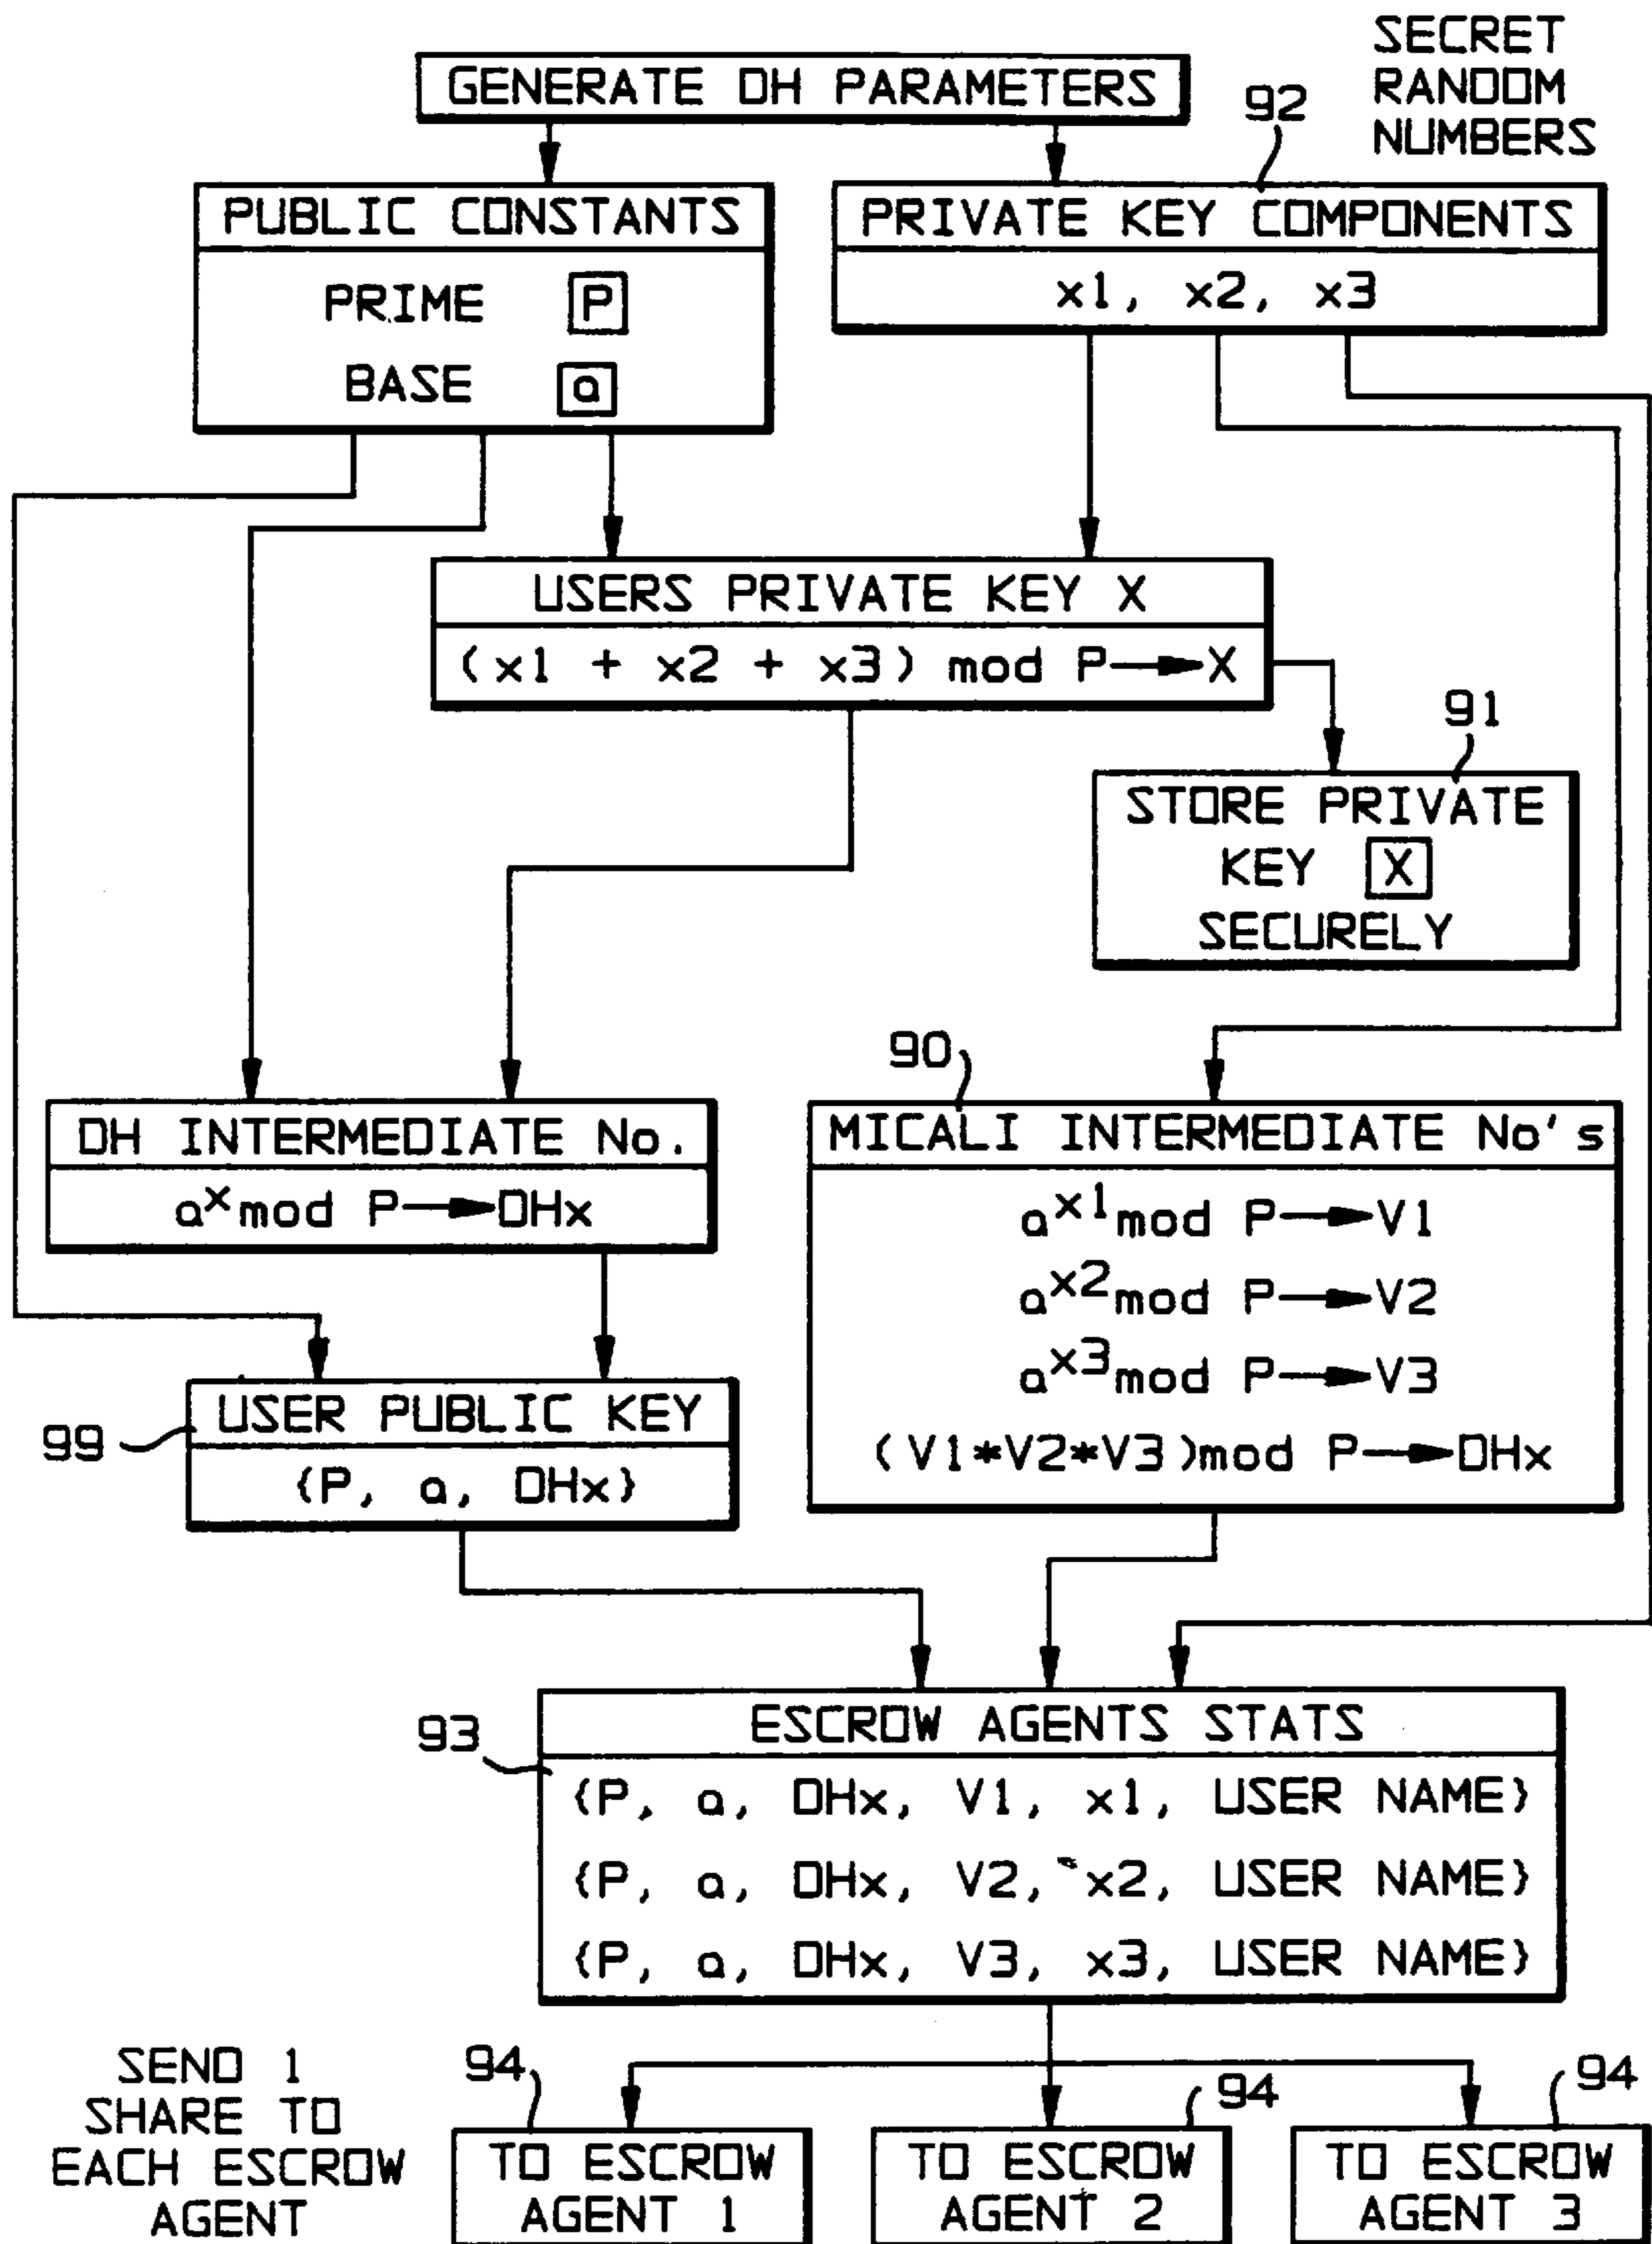 SECRET
RANDOM
NUMBERS
GENERATE DH PARAMETERS
92
PUBLIC CONSTANTS
PRIME P
BASE a
PRIVATE KEY COMPONENTS
x1, x2, x3
USERS PRIVATE KEY X
(x1 + x2 + x3) mod P→X
91
STORE PRIVATE
KEY X
SECURELY
90
DH INTERMEDIATE No.
a^x mod P→DHx
MICALI INTERMEDIATE No's
a^x1 mod P→V1
a^x2 mod P→V2
a^x3 mod P→V3
(V1*V2*V3)mod P→DHx
99
USER PUBLIC KEY
{P, a, DHx}
93
ESCROW AGENTS STATS
{P, a, DHx, V1, x1, USER NAME}
{P, a, DHx, V2, x2, USER NAME}
{P, a, DHx, V3, x3, USER NAME}
SEND 1
SHARE TO
EACH ESCROW
AGENT
94
TO ESCROW
AGENT 1
94
TO ESCROW
AGENT 2
94
TO ESCROW
AGENT 3